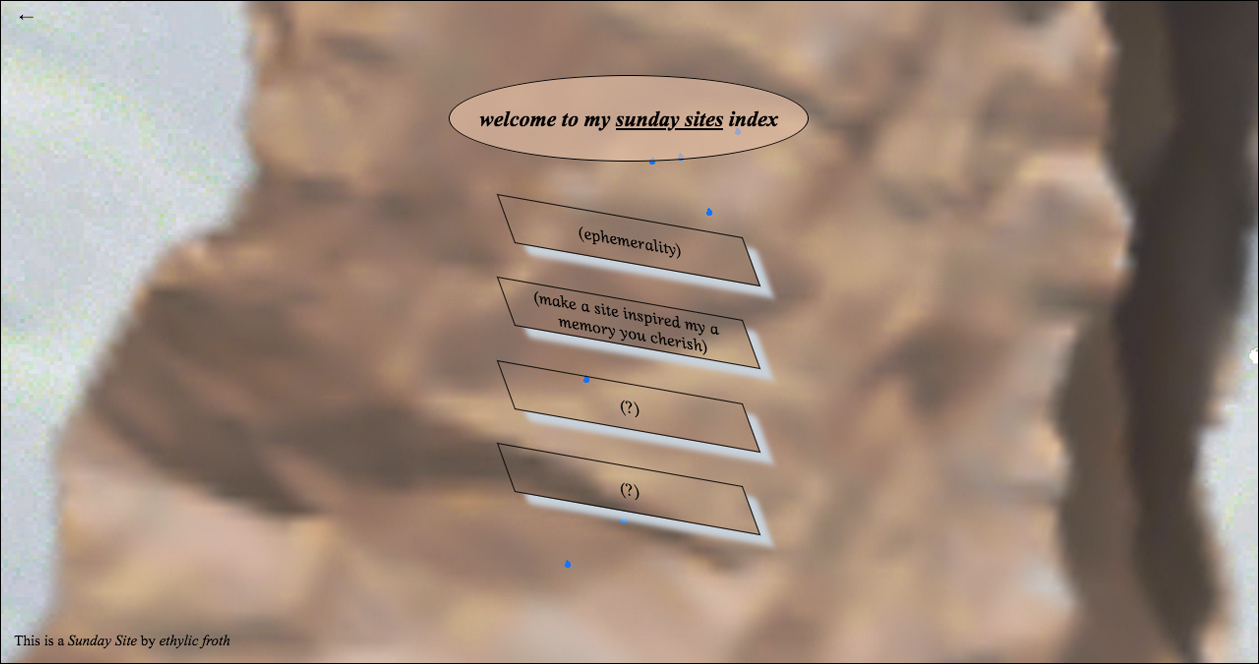 ←
welcome to my sunday sites index
(ephemerality)
(make a site inspired my a
memory you cherish)
(?)
(?)
This is a Sunday Site by ethylic froth